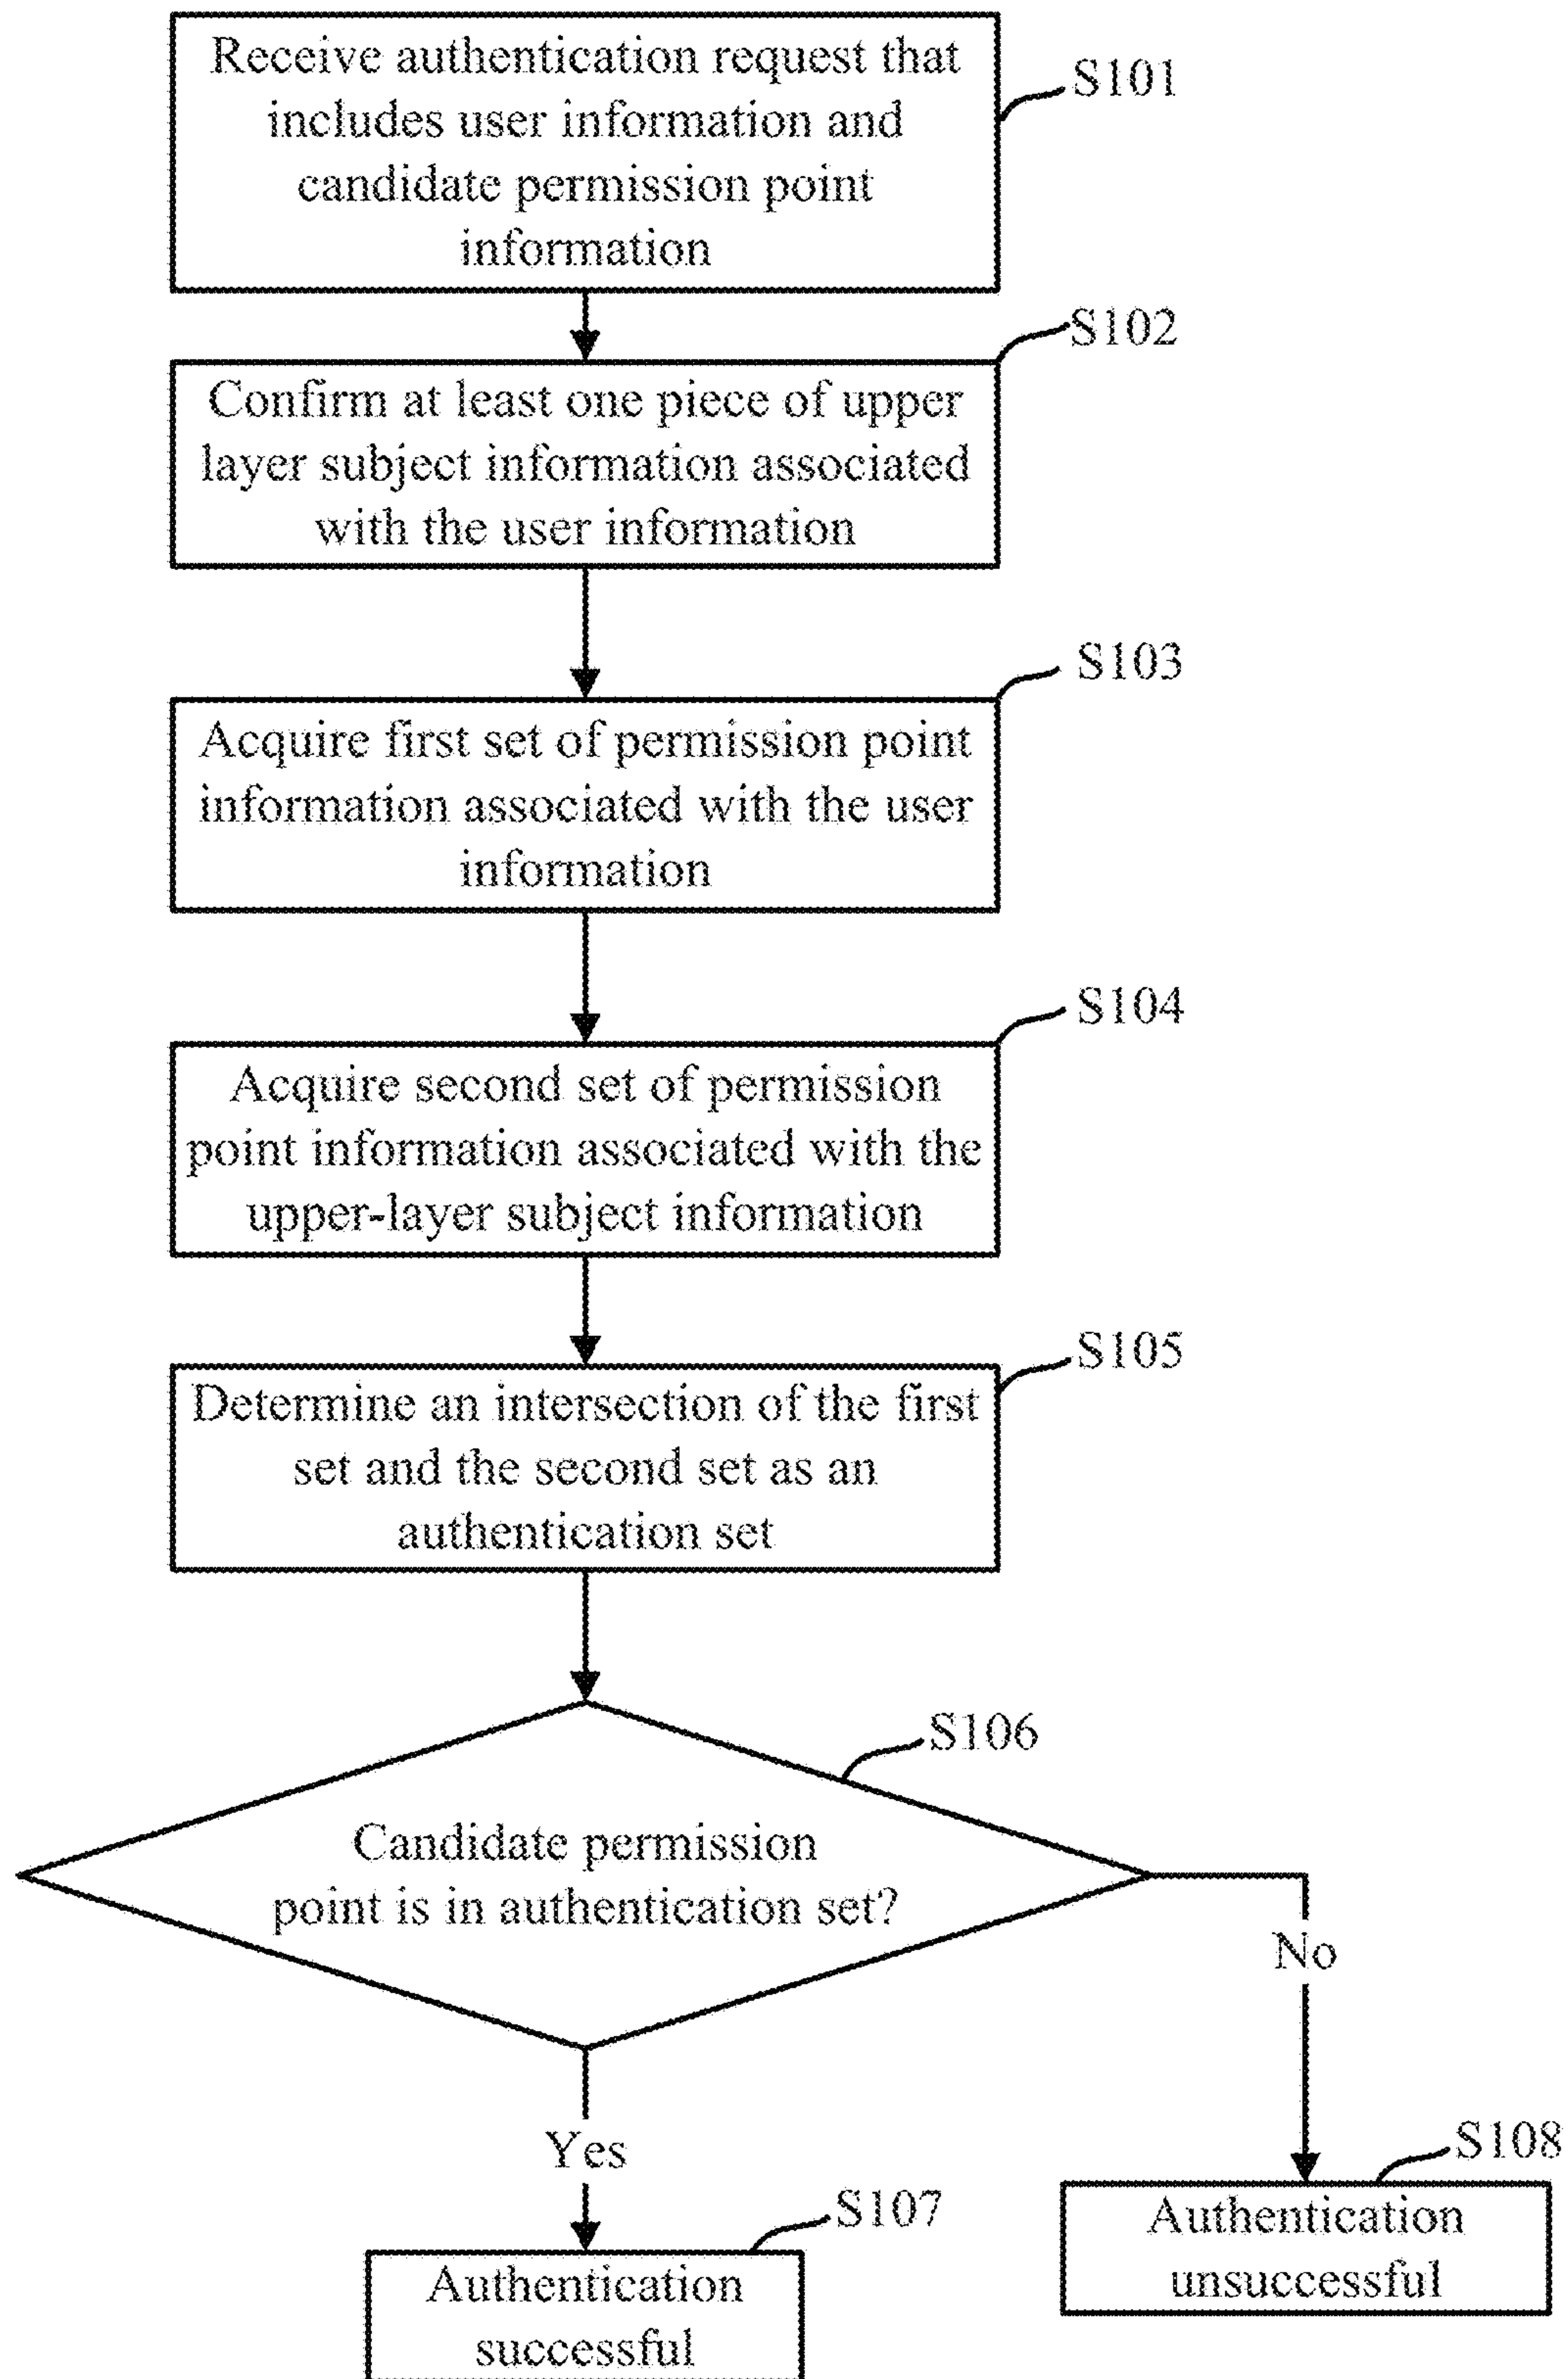 Receive authentication request that
includes user information and
candidate permission point
information
S101
Confirm at least one piece of upper
layer subject information associated
with the user information
S102
Acquire first set of permission point
information associated with the user
information
S103
Acquire second set of permission
point information associated with the
upper-layer subject information
S104
Determine an intersection of the first
set and the second set as an
authentication set
S105
Candidate permission
point is in authentication set?
S106
No
Yes
Authentication
successful
S107
Authentication
unsuccessful
S108